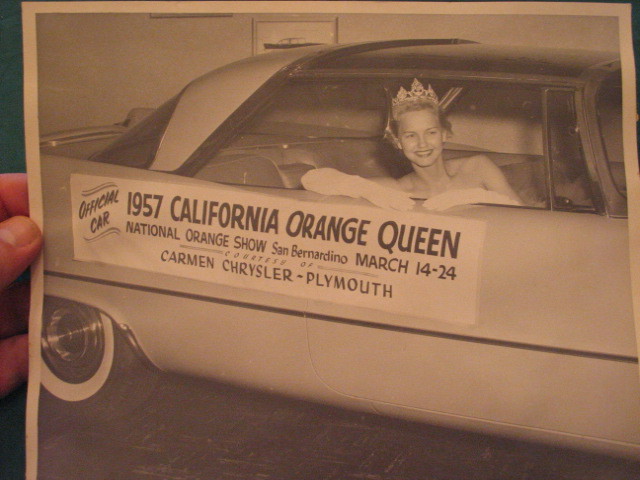 OFFICIAL
CAR
1957 CALIFORNIA ORANGE QUEEN
NATIONAL ORANGE SHOW San Bernardino MARCH 14-24
COURTESY OF
CARMEN CHRYSLER-PLYMOUTH